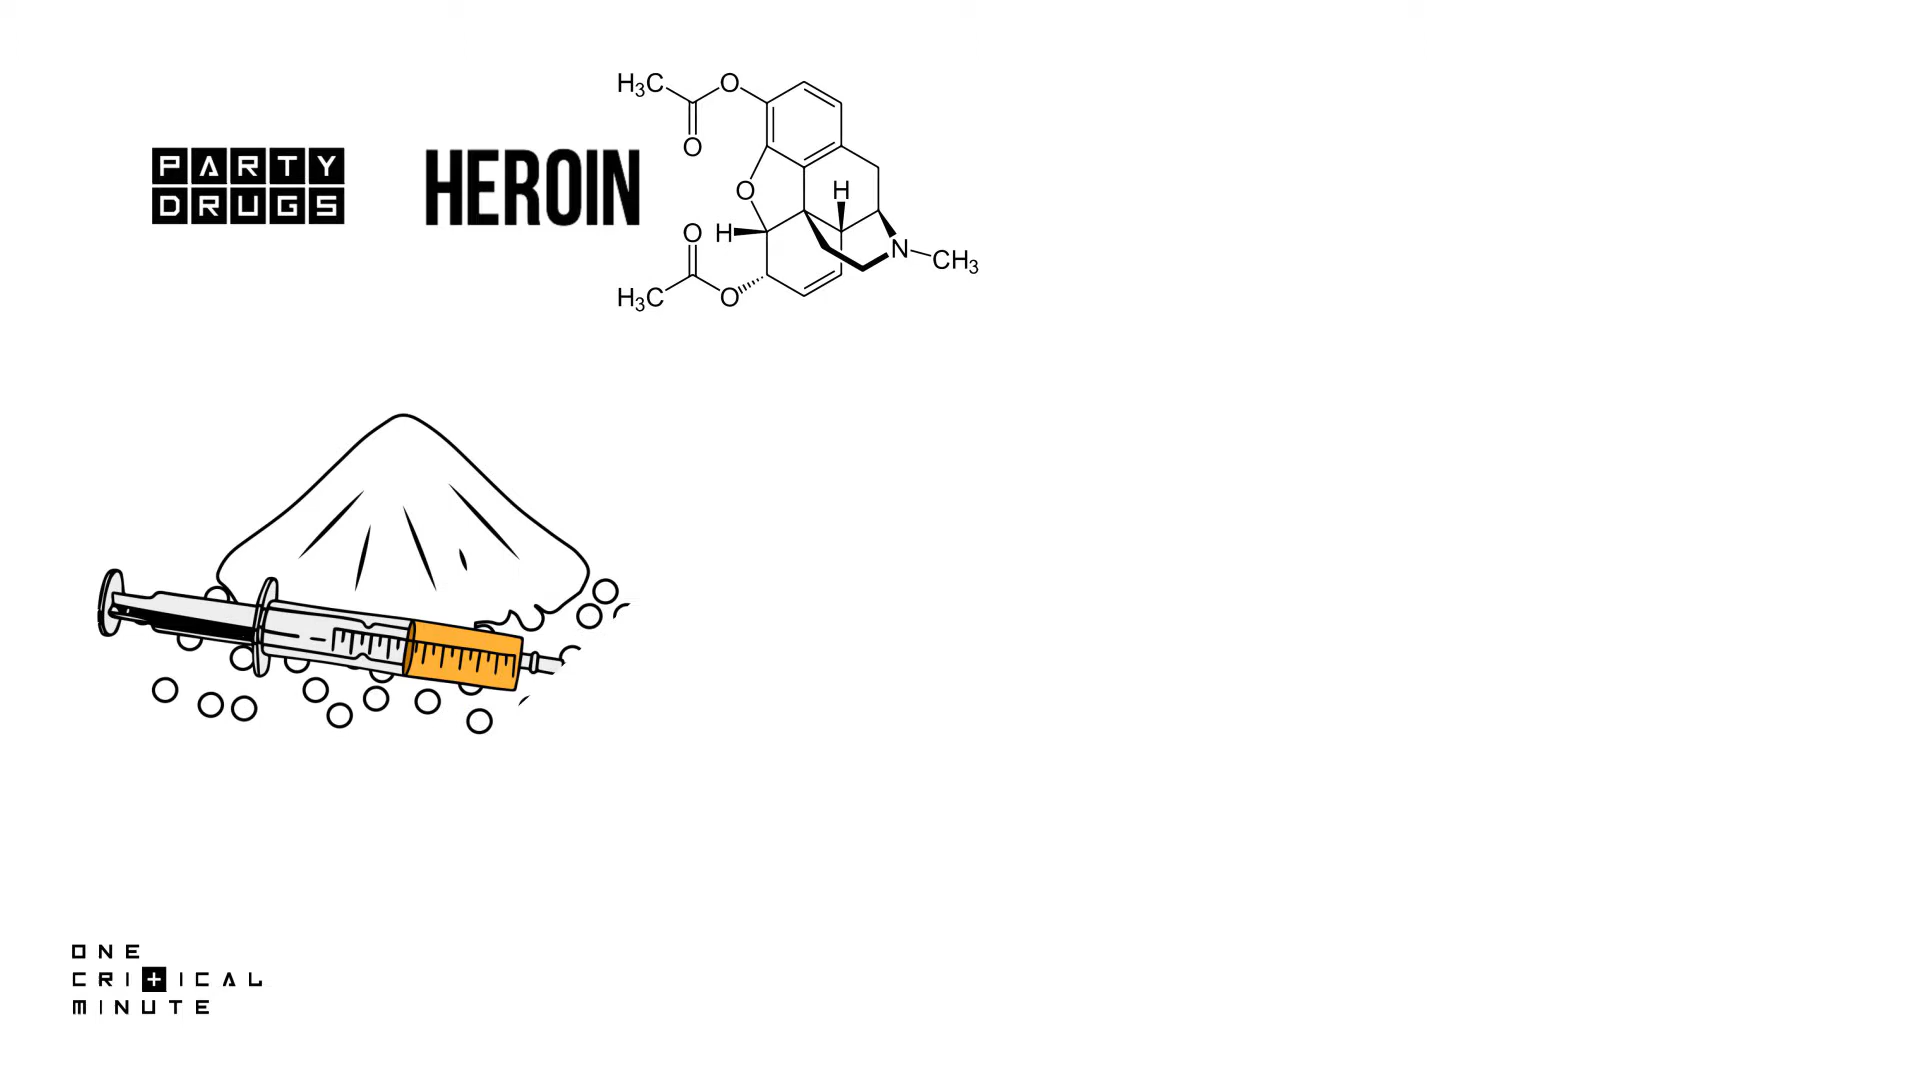 PARTY
DRUGS
HEROIN
H₃C
O
O
O
H
O
H
N
CH₃
H₃C
O
ONE
CRI+ICAL
MINUTE